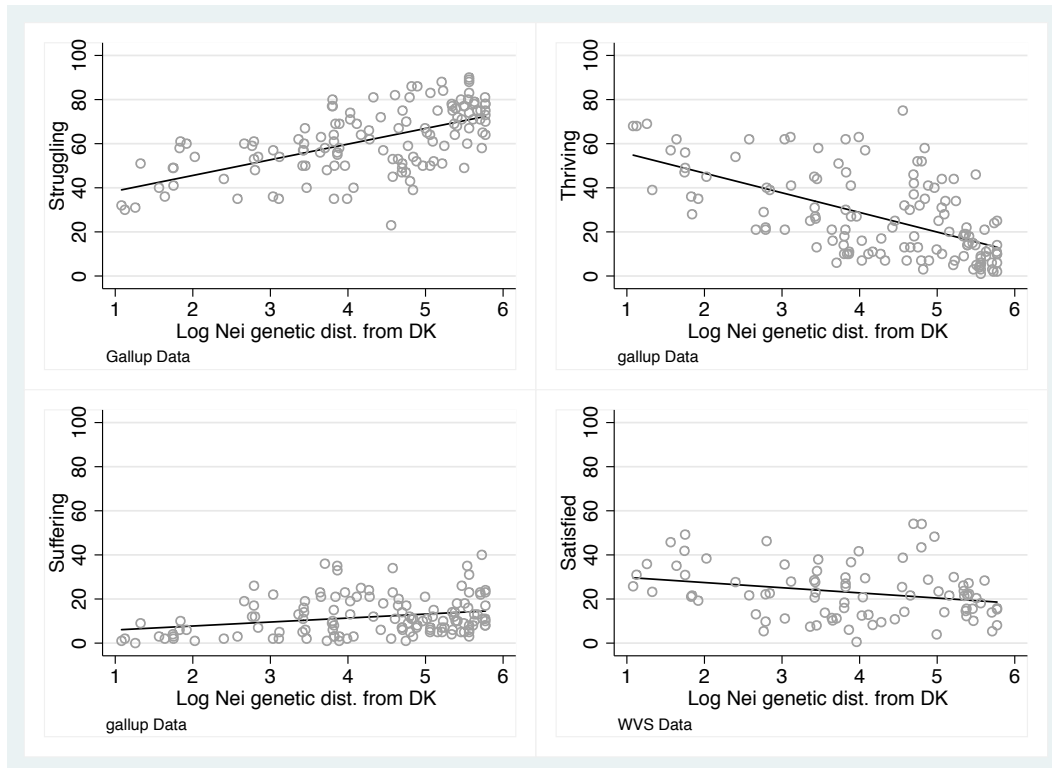 Struggling
0 20 40 60 80 100
1 2 3 4 5 6
Log Nei genetic dist. from DK
Gallup Data
Thriving
0 20 40 60 80 100
1 2 3 4 5 6
Log Nei genetic dist. from DK
gallup Data
Suffering
0 20 40 60 80 100
1 2 3 4 5 6
Log Nei genetic dist. from DK
gallup Data
Satisfied
0 20 40 60 80 100
1 2 3 4 5 6
Log Nei genetic dist. from DK
WVS Data